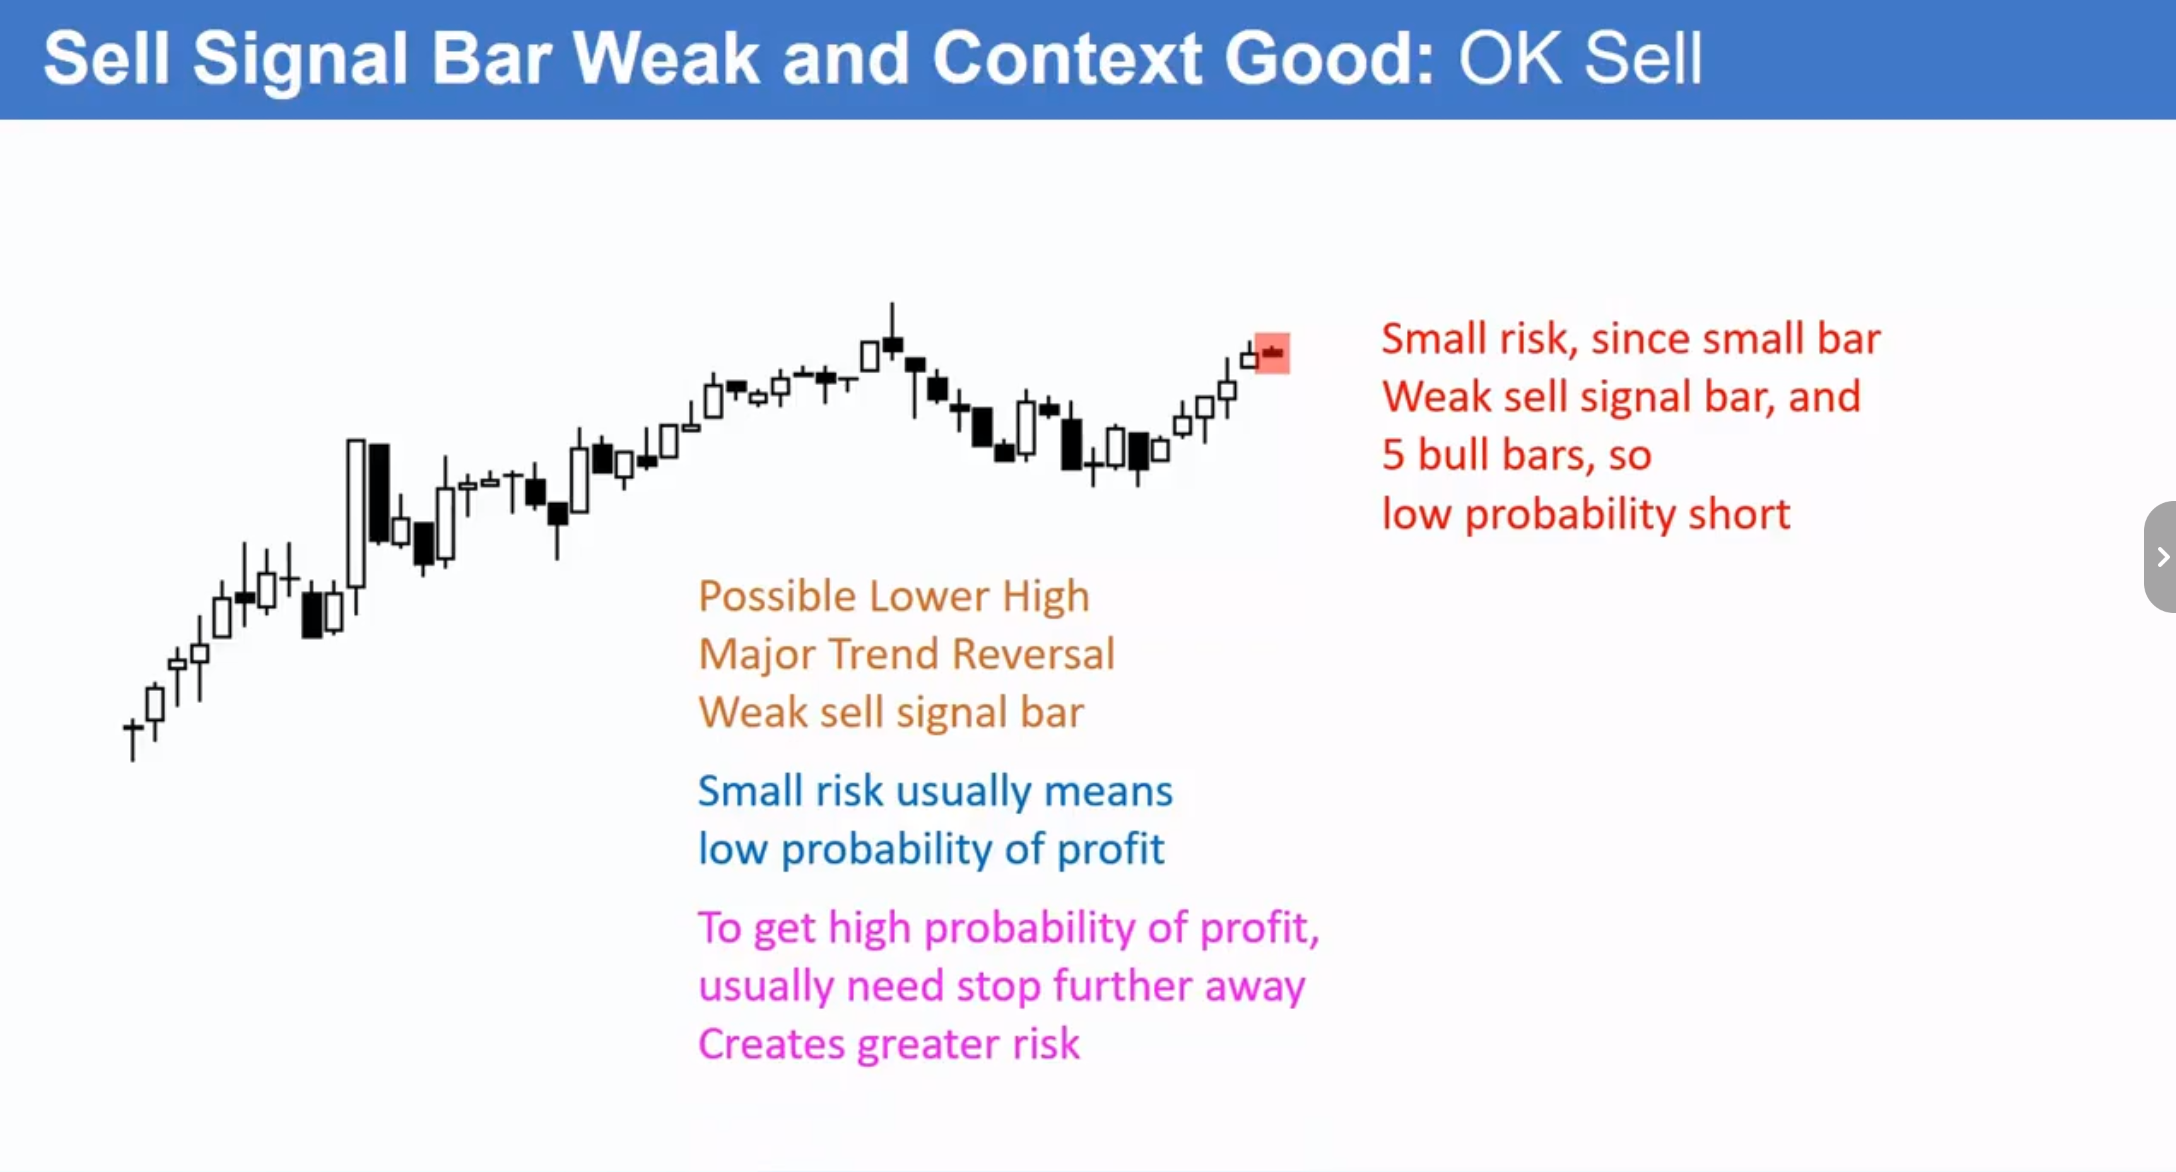 Sell Signal Bar Weak and Context Good: OK Sell
Small risk, since small bar
Weak sell signal bar, and
5 bull bars, so
low probability short
Possible Lower High
Major Trend Reversal
Weak sell signal bar
Small risk usually means
low probability of profit
To get high probability of profit,
usually need stop further away
Creates greater risk